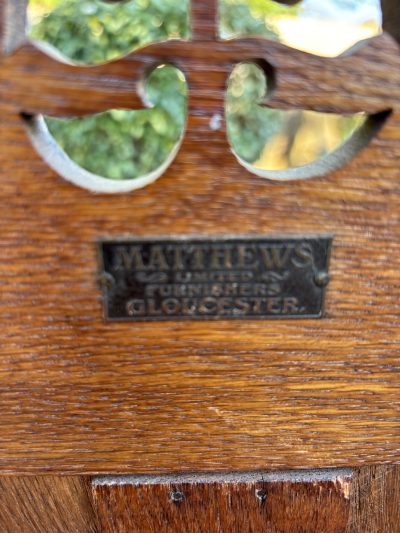 MATTHEWS
LIMITED
FURNISHERS
GLOUCESTER.